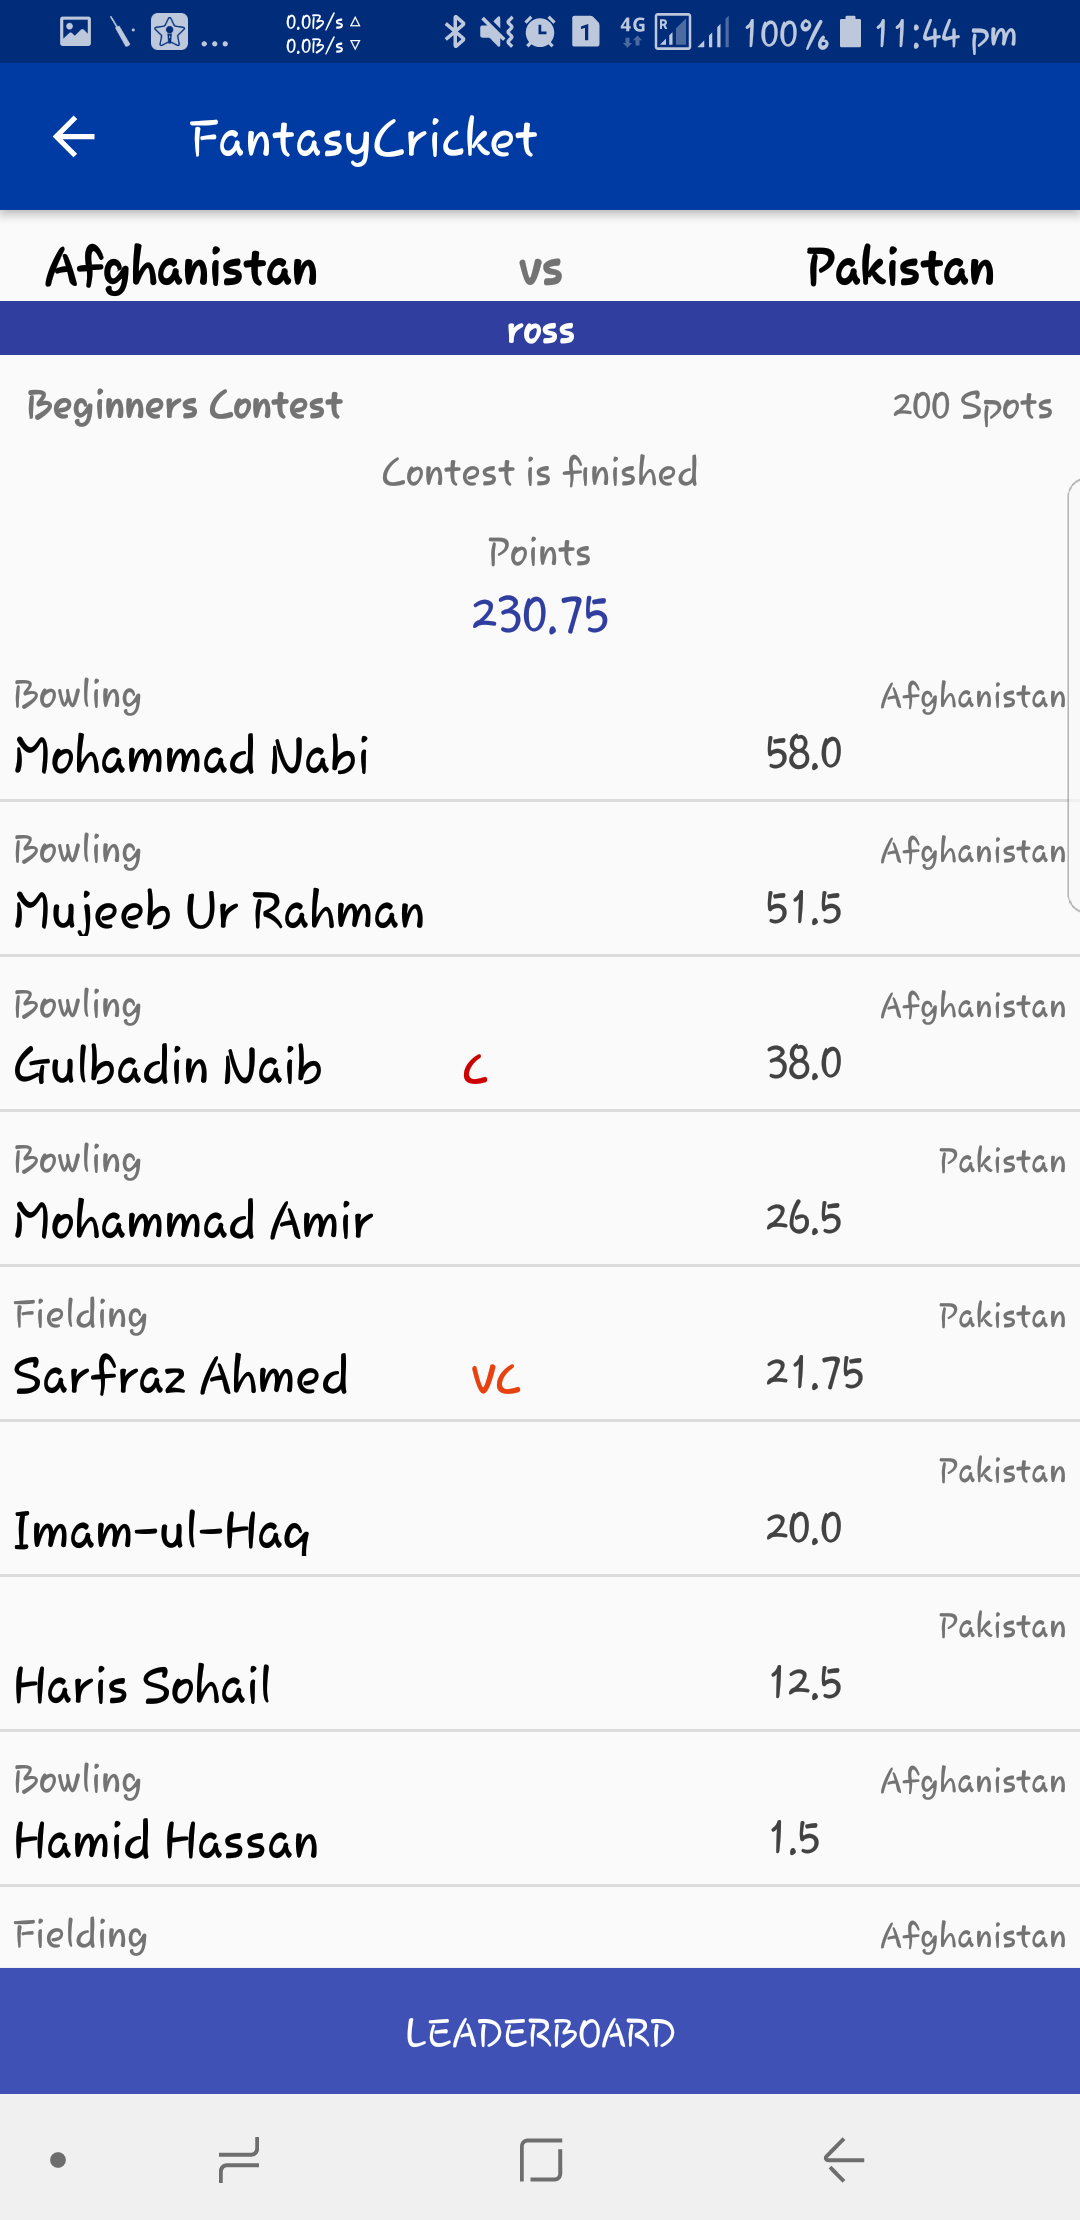 0.0B/s △
0.0B/s ▽
1 4G R 100% 11:44 pm
FantasyCricket
Afghanistan vs Pakistan
ross
Beginners Contest 200 Spots
Contest is finished
Points
230.75
Bowling Afghanistan
Mohammad Nabi 58.0
Bowling Afghanistan
Mujeeb Ur Rahman 51.5
Bowling Afghanistan
Gulbadin Naib C 38.0
Bowling Pakistan
Mohammad Amir 26.5
Fielding Pakistan
Sarfraz Ahmed VC 21.75
Pakistan
Imam-ul-Haq 20.0
Pakistan
Haris Sohail 12.5
Bowling Afghanistan
Hamid Hassan 1.5
Fielding Afghanistan
LEADERBOARD